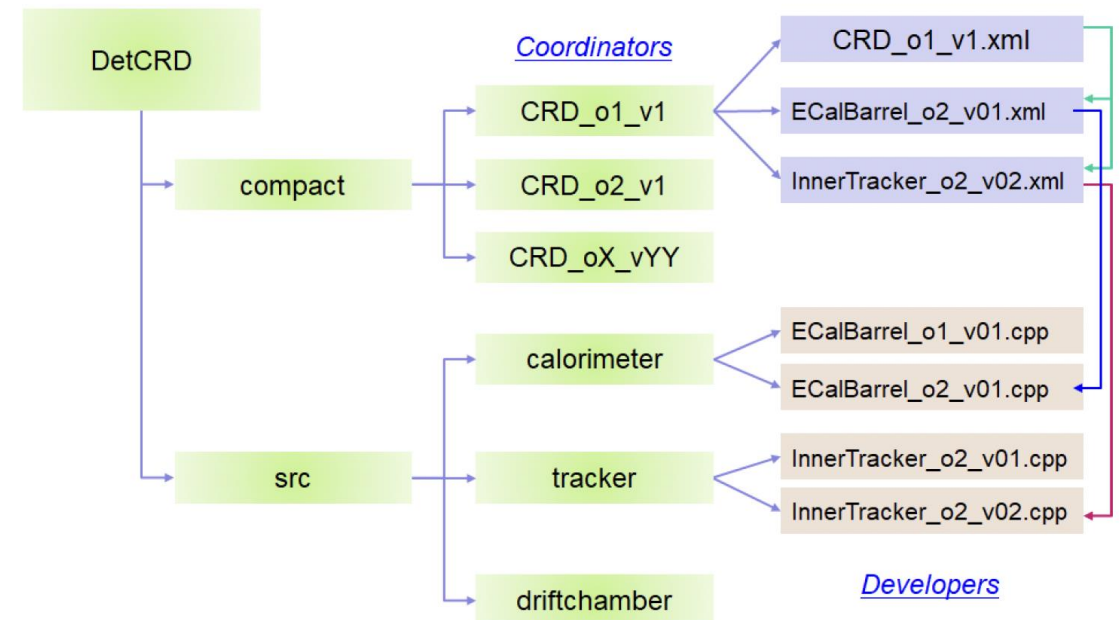 DetCRD
Coordinators
CRD_o1_v1.xml
CRD_o1_v1
ECalBarrel_o2_v01.xml
compact
CRD_o2_v1
InnerTracker_o2_v02.xml
CRD_oX_vYY
ECalBarrel_o1_v01.cpp
calorimeter
ECalBarrel_o2_v01.cpp
InnerTracker_o2_v01.cpp
src
tracker
InnerTracker_o2_v02.cpp
Developers
driftchamber